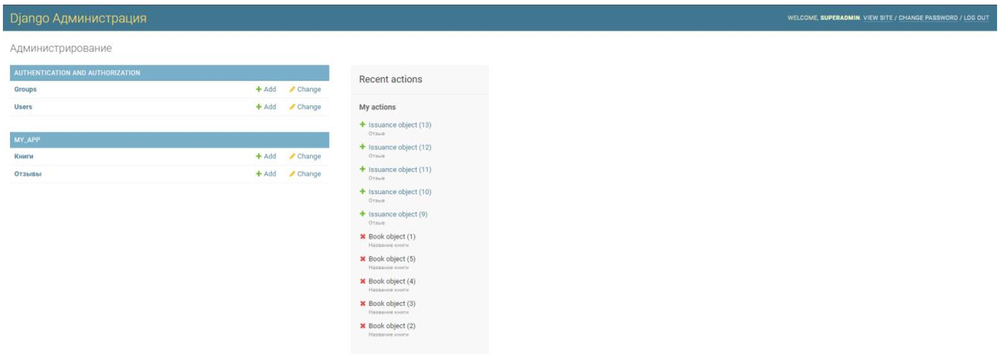 Django Администрация
WELCOME, SUPERADMIN. VIEW SITE / CHANGE PASSWORD / LOG OUT
Администрирование
AUTHENTICATION AND AUTHORIZATION
Groups Add Change
Users Add Change
MY_APP
Книги Add Change
Отзывы Add Change
Recent actions
My actions
Issuance object (13)
Отзыв
Issuance object (12)
Отзыв
Issuance object (11)
Отзыв
Issuance object (10)
Отзыв
Issuance object (9)
Отзыв
Book object (1)
Название книги
Book object (5)
Название книги
Book object (4)
Название книги
Book object (3)
Название книги
Book object (2)
Название книги